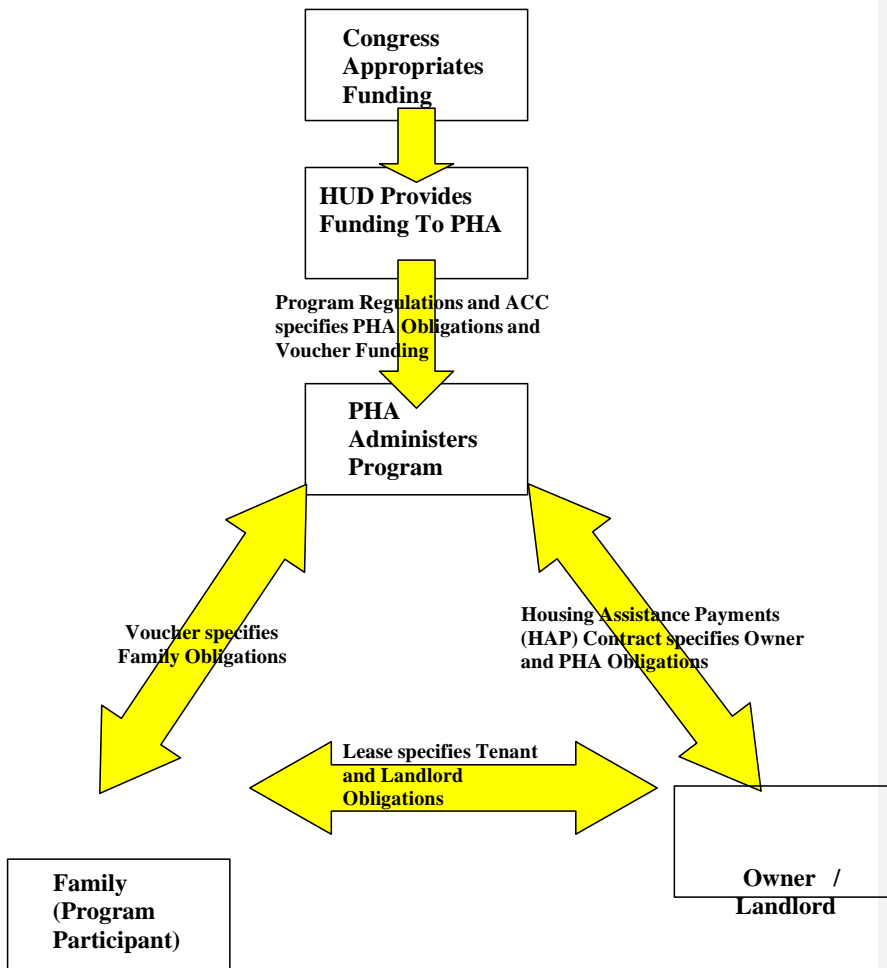 Congress
Appropriates
Funding
HUD Provides
Funding To PHA
Program Regulations and ACC
specifies PHA Obligations and
Voucher Funding
PHA
Administers
Program
Voucher specifies
Family Obligations
Housing Assistance Payments
(HAP) Contract specifies Owner
and PHA Obligations
Lease specifies Tenant
and Landlord
Obligations
Family
(Program
Participant)
Owner /
Landlord